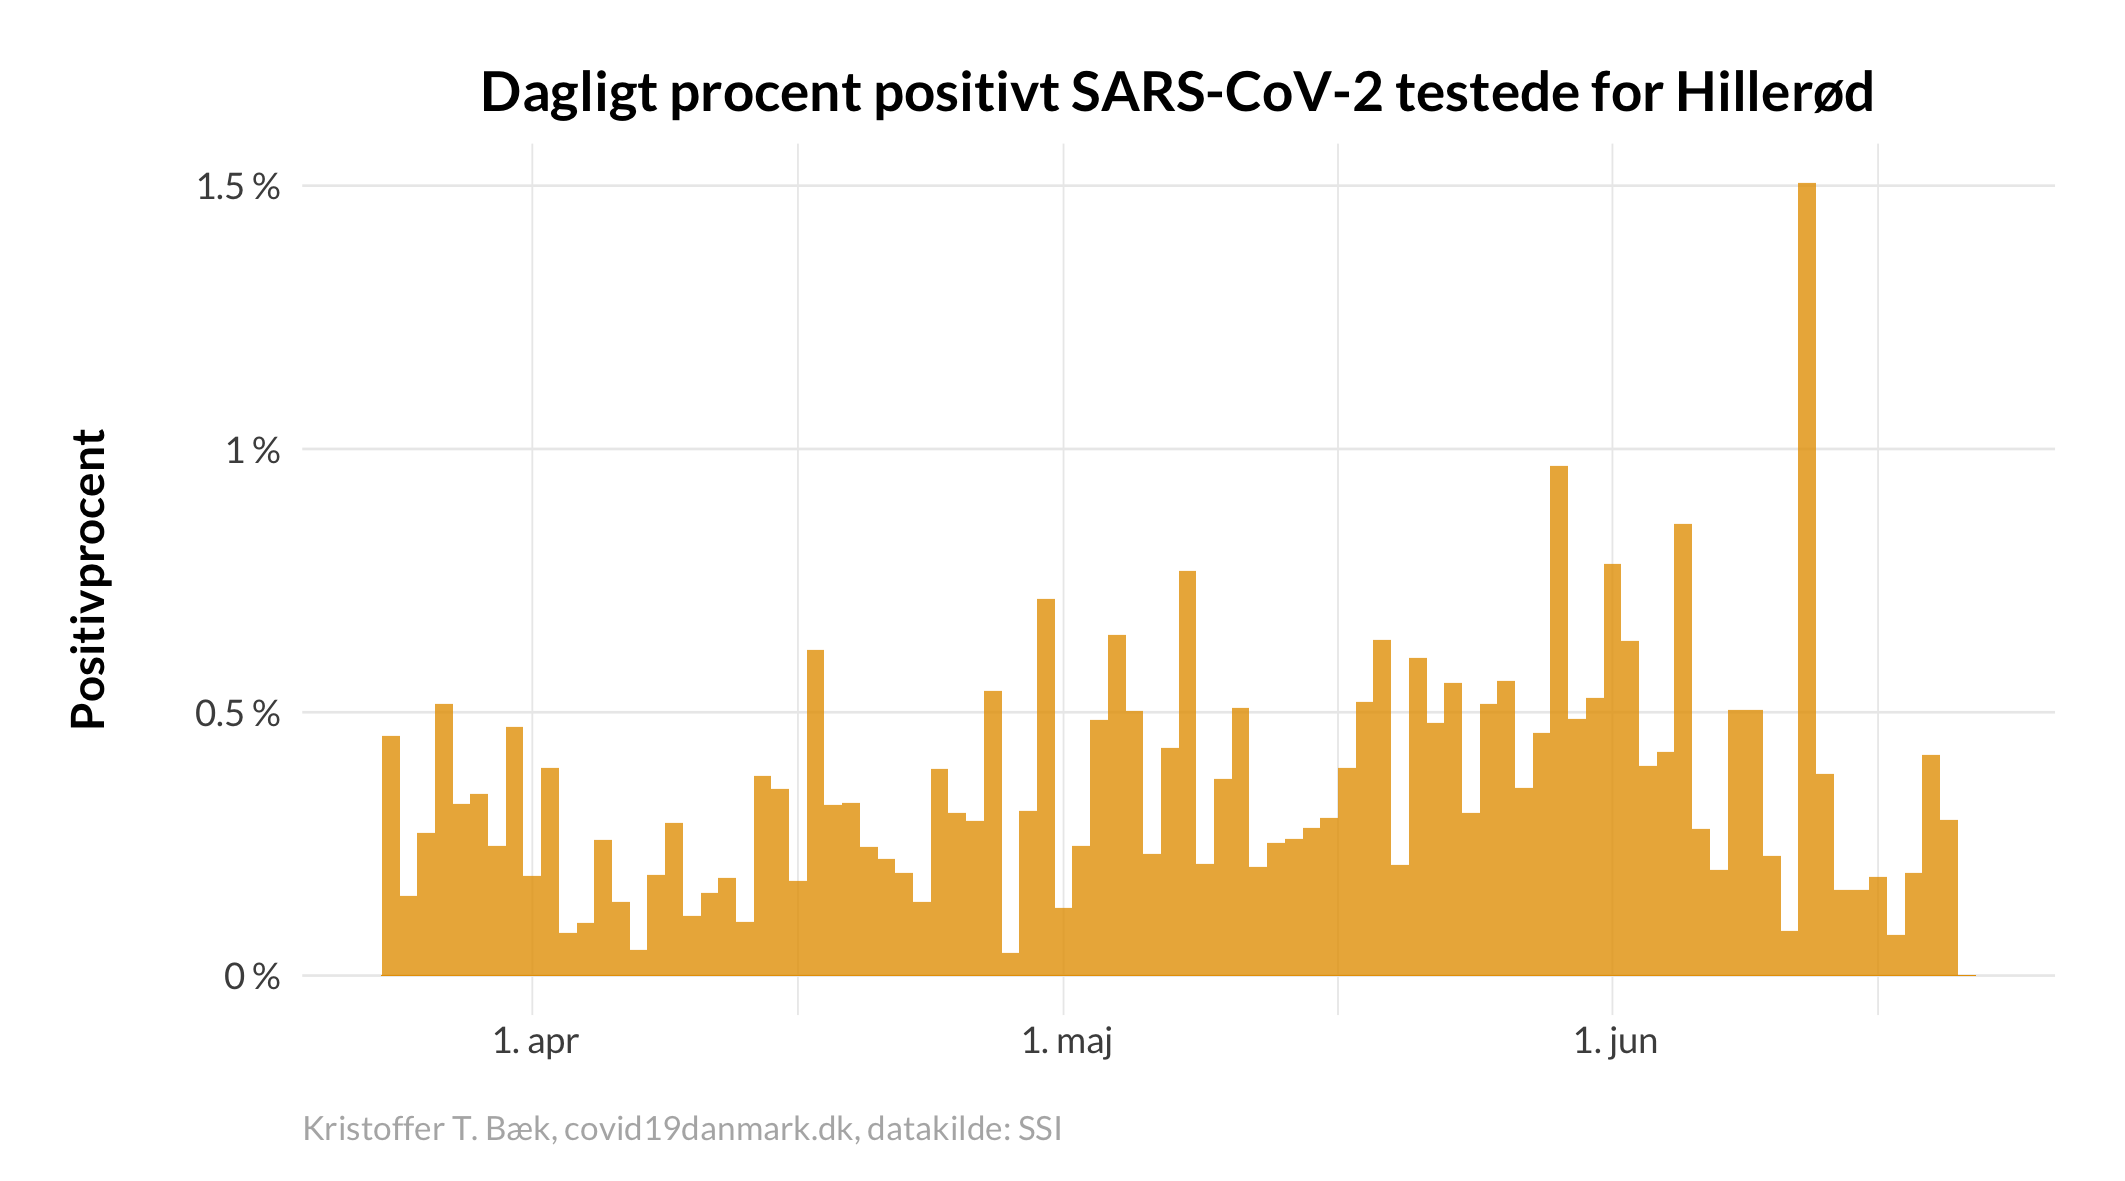 Dagligt procent positivt SARS-CoV-2 testede for Hillerød
Positivprocent
1.5 %
1 %
0.5 %
0 %
1. apr
1. maj
1. jun
Kristoffer T. Bæk, covid19danmark.dk, datakilde: SSI